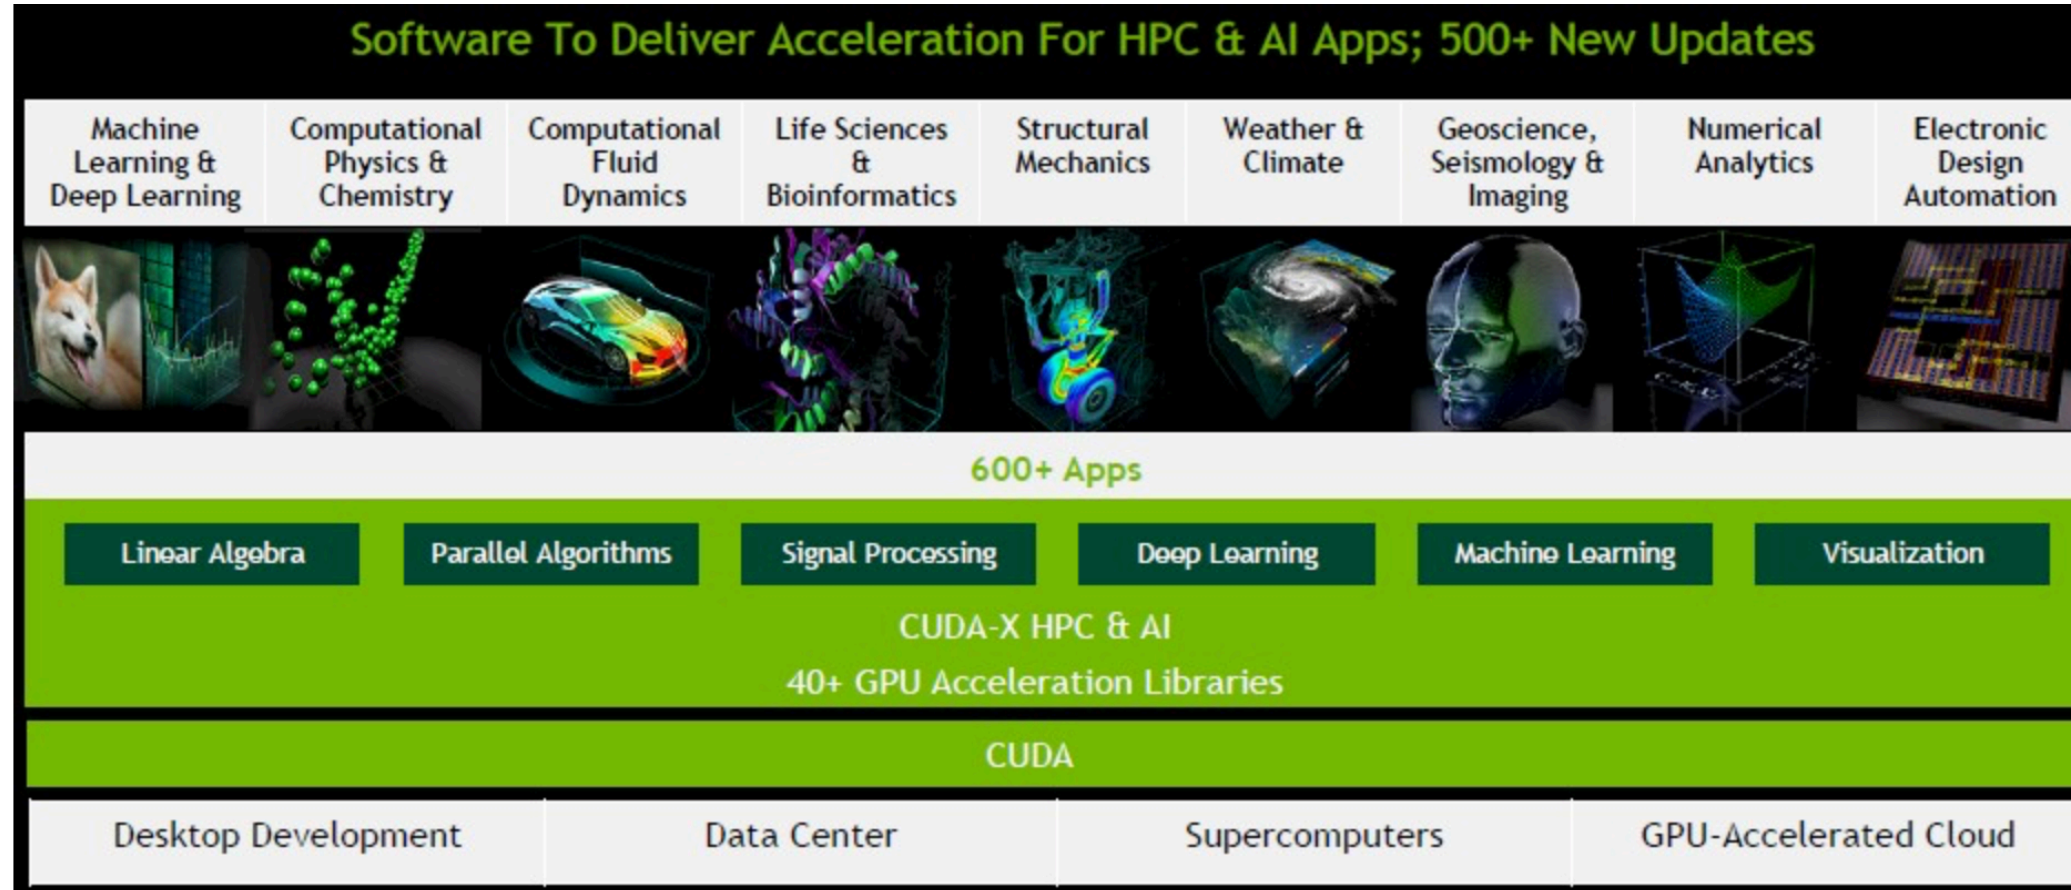 Software To Deliver Acceleration For HPC & AI Apps; 500+ New Updates
Machine
Learning &
Deep Learning
Computational
Physics &
Chemistry
Computational
Fluid
Dynamics
Life Sciences
&
Bioinformatics
Structural
Mechanics
Weather &
Climate
Geoscience,
Seismology &
Imaging
Numerical
Analytics
Electronic
Design
Automation
600+ Apps
Linear Algebra
Parallel Algorithms
Signal Processing
Deep Learning
Machine Learning
Visualization
CUDA-X HPC & AI
40+ GPU Acceleration Libraries
CUDA
Desktop Development
Data Center
Supercomputers
GPU-Accelerated Cloud